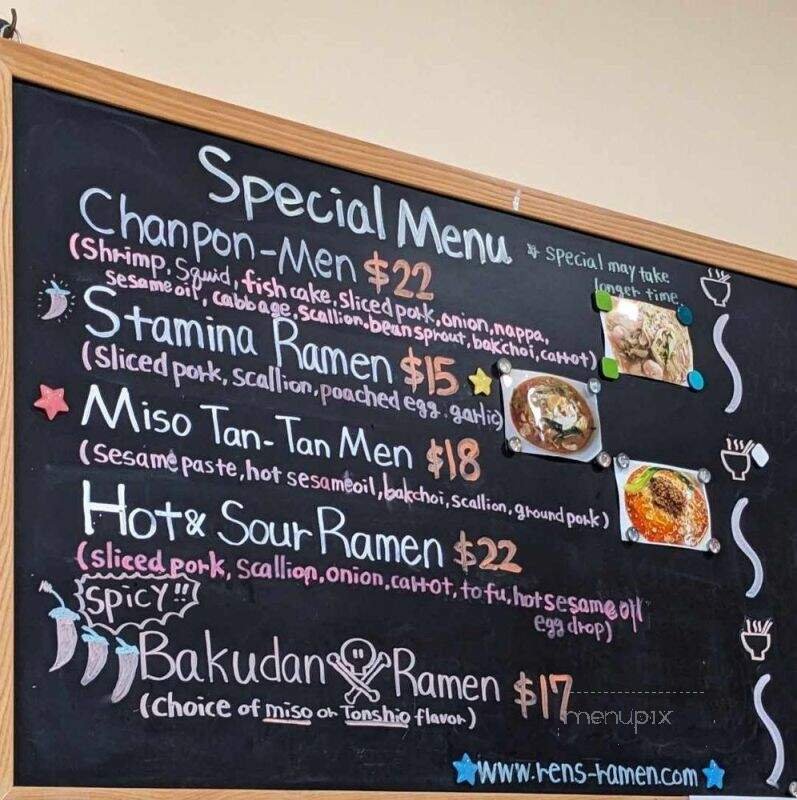 Special Menu
* Special may take
longer time.
Chanpon-Men $22
(Shrimp, Squid, fish cake, sliced pork, onion, nappa,
sesame oil, cabbage, scallion, bean sprout, bakchoi, carrot)
Stamina Ramen $15
(Sliced pork, scallion, poached egg, garlic)
Miso Tan-Tan Men $18
(Sesame paste, hot sesame oil, bakchoi, scallion, ground pork)
Hot & Sour Ramen $22
(sliced pork, scallion, onion, carrot, tofu, hot sesame oil
egg drop)
SPICY!!
Bakudan Ramen $17
(choice of miso or Tonshio flavor)
menupix
www.rens-ramen.com